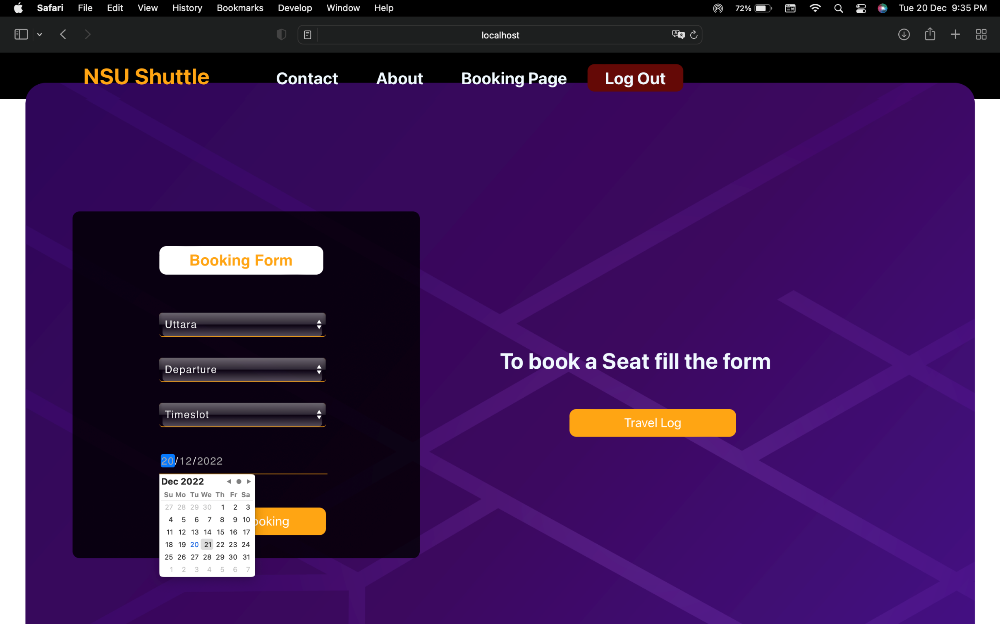 Safari File Edit View History Bookmarks Develop Window Help 72% Tue 20 Dec 9:35 PM
localhost
NSU Shuttle Contact About Booking Page Log Out
Booking Form
Uttara
Departure
Timeslot
To book a Seat fill the form
Travel Log
20/12/2022
Dec 2022
Su Mo Tu We Th Fr Sa
27 28 29 30 1 2 3
4 5 6 7 8 9 10
ooking
11 12 13 14 15 16 17
18 19 20 21 22 23 24
25 26 27 28 29 30 31
1 2 3 4 5 6 7